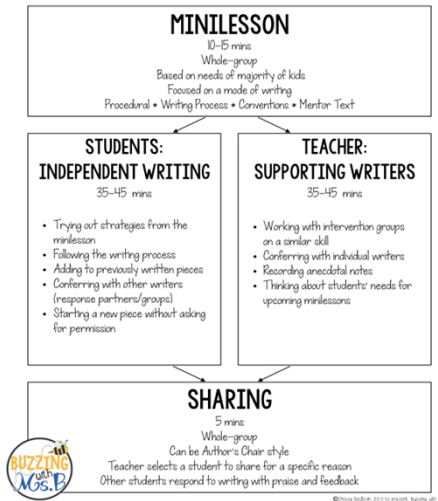 MINILESSON
10-15 mins
Whole-group
Based on needs of majority of kids
Focused on a mode of writing
Procedural * Writing Process * Conventions * Mentor Text
STUDENTS:
INDEPENDENT WRITING
35-45 mins
• Trying out strategies from the
minilesson
• Following the writing process
• Adding to previously written pieces
• Conferring with other writers
(response partners/groups)
• Starting a new piece without asking
for permission
TEACHER:
SUPPORTING WRITERS
35-45 mins
• Working with intervention groups
on a similar skill
• Conferring with individual writers
• Recording anecdotal notes
• Thinking about students' needs for
upcoming minilessons
SHARING
5 mins
Whole-group
Can be Author's Chair style
Teacher selects a student to share for a specific reason
Other students respond to writing with praise and feedback
BUZZING
with
Ms. B